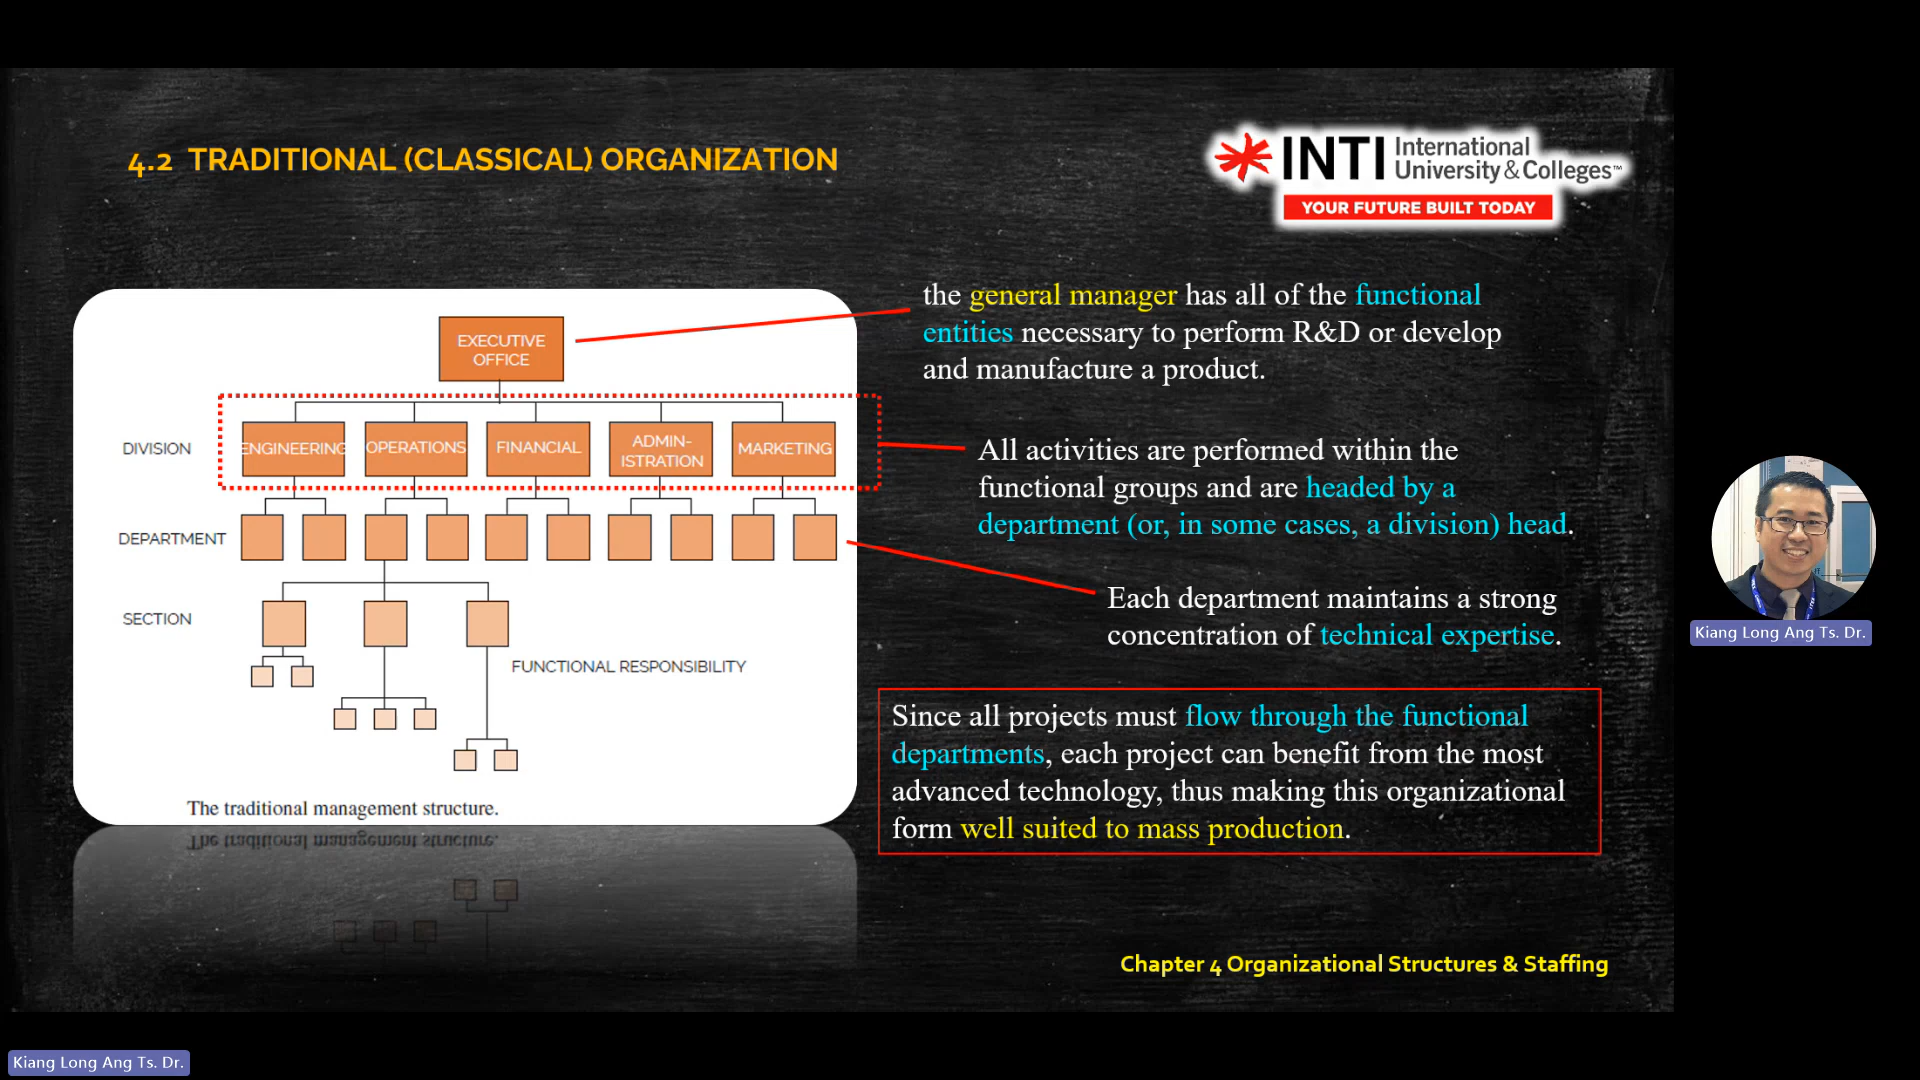 4.2 TRADITIONAL (CLASSICAL) ORGANIZATION
INTI International
University & Colleges™
YOUR FUTURE BUILT TODAY
EXECUTIVE
OFFICE
DIVISION
ENGINEERING
OPERATIONS
FINANCIAL
ADMIN-
ISTRATION
MARKETING
DEPARTMENT
SECTION
FUNCTIONAL RESPONSIBILITY
The traditional management structure.
the general manager has all of the functional
entities necessary to perform R&D or develop
and manufacture a product.
All activities are performed within the
functional groups and are headed by a
department (or, in some cases, a division) head.
Each department maintains a strong
concentration of technical expertise.
Since all projects must flow through the functional
departments, each project can benefit from the most
advanced technology, thus making this organizational
form well suited to mass production.
Chapter 4 Organizational Structures & Staffing
Kiang Long Ang Ts. Dr.
Kiang Long Ang Ts. Dr.